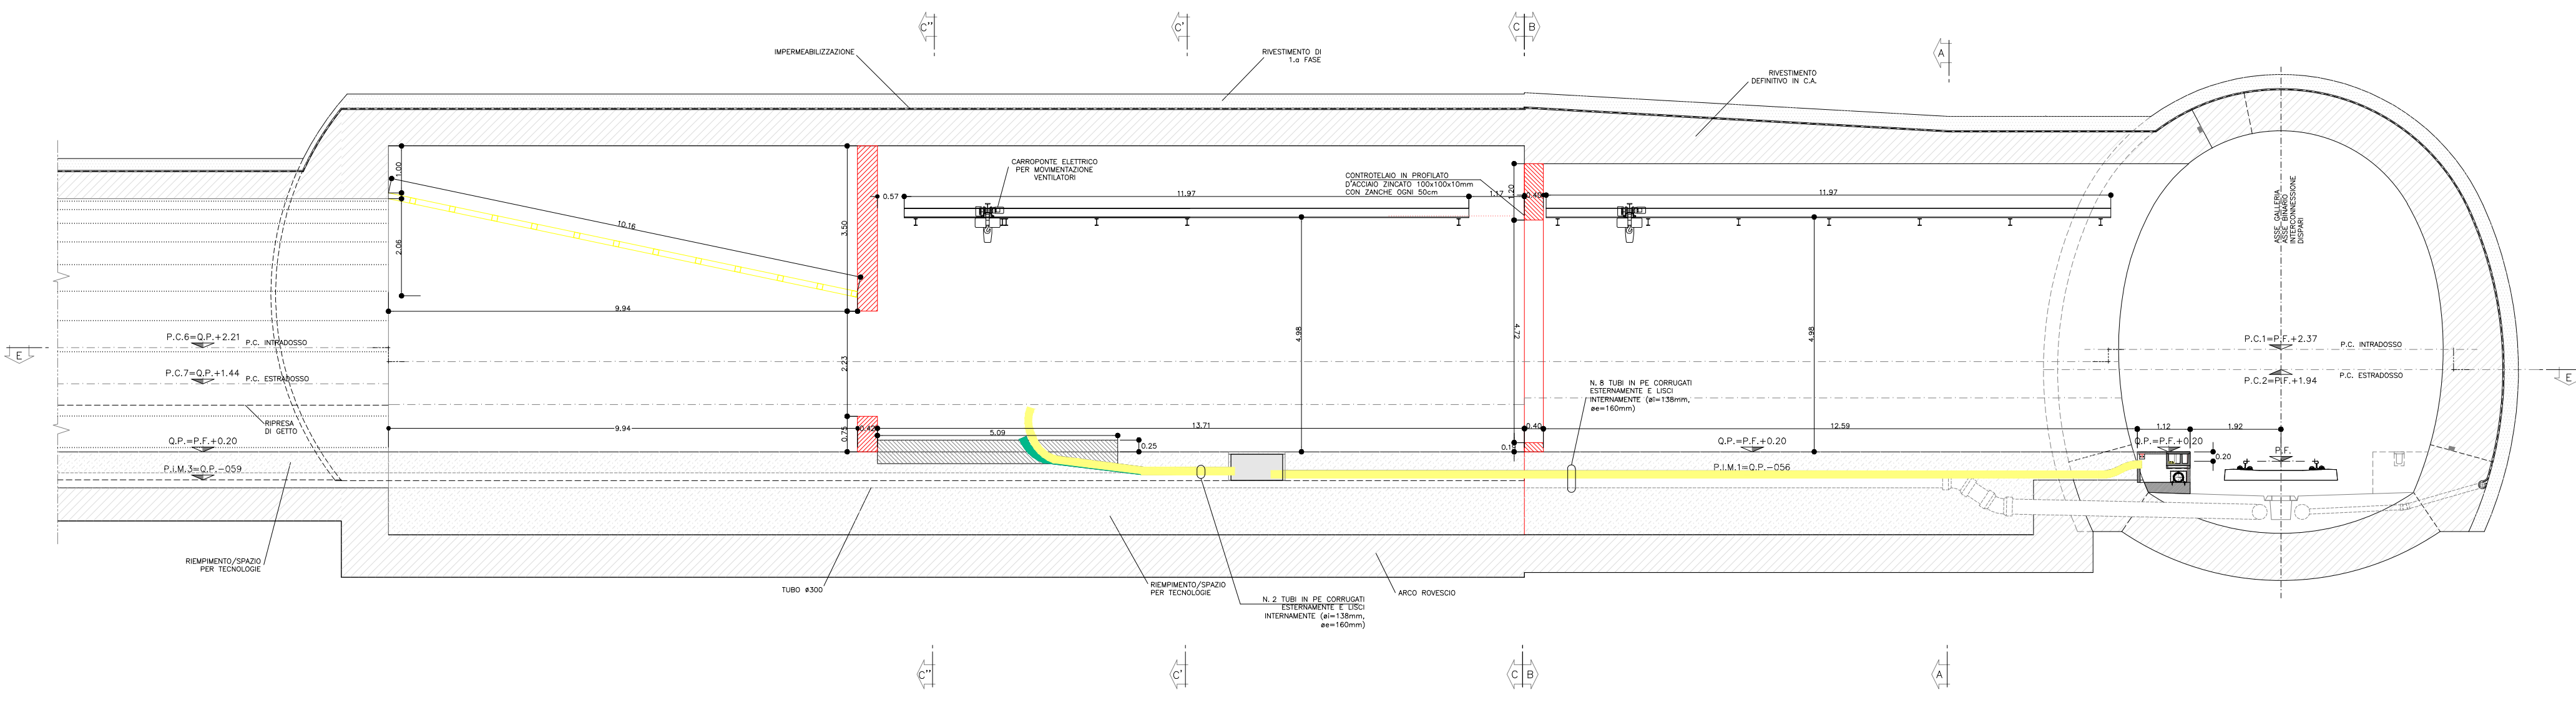 C''
C'
C
B
A
IMPERMEABILIZZAZIONE
RIVESTIMENTO DI
1.a FASE
RIVESTIMENTO
DEFINITIVO IN C.A.
CARROPONTE ELETTRICO
PER MOVIMENTAZIONE
VENTILATORI
CONTROTELAIO IN PROFILATO
D'ACCIAIO ZINCATO 100x100x10mm
CON ZANCHE OGNI 50cm
1.00
10.16
2.06
3.50
0.57
11.97
1.17
1.20
0.40
11.97
ASSE GALLERIA
ASSE BINARIO
INTERCONNESSIONE
DISPARI
9.94
4.98
4.72
4.98
E
P.C.6=Q.P.+2.21
P.C. INTRADOSSO
P.C.1=P.F.+2.37
P.C. INTRADOSSO
2.23
P.C.7=Q.P.+1.44
P.C. ESTRADOSSO
P.C. ESTRADOSSO
P.C.2=P.F.+1.94
E
N. 8 TUBI IN PE CORRUGATI
ESTERNAMENTE E LISCI
INTERNAMENTE (øi=138mm,
øe=160mm)
RIPRESA
DI GETTO
9.94
0.42
13.71
0.40
12.59
1.12
1.92
0.75
5.09
0.25
Q.P.=P.F.+0.20
Q.P.=P.F.+0.20
Q.P.=P.F.+0.20
P.F.
0.20
P.i.M.3=Q.P.-059
P.I.M.1=Q.P.-056
RIEMPIMENTO/SPAZIO
PER TECNOLOGIE
TUBO ø300
RIEMPIMENTO/SPAZIO
PER TECNOLOGIE
N. 2 TUBI IN PE CORRUGATI
ESTERNAMENTE E LISCI
INTERNAMENTE (øi=138mm,
øe=160mm)
ARCO ROVESCIO
C''
C'
C
B
A